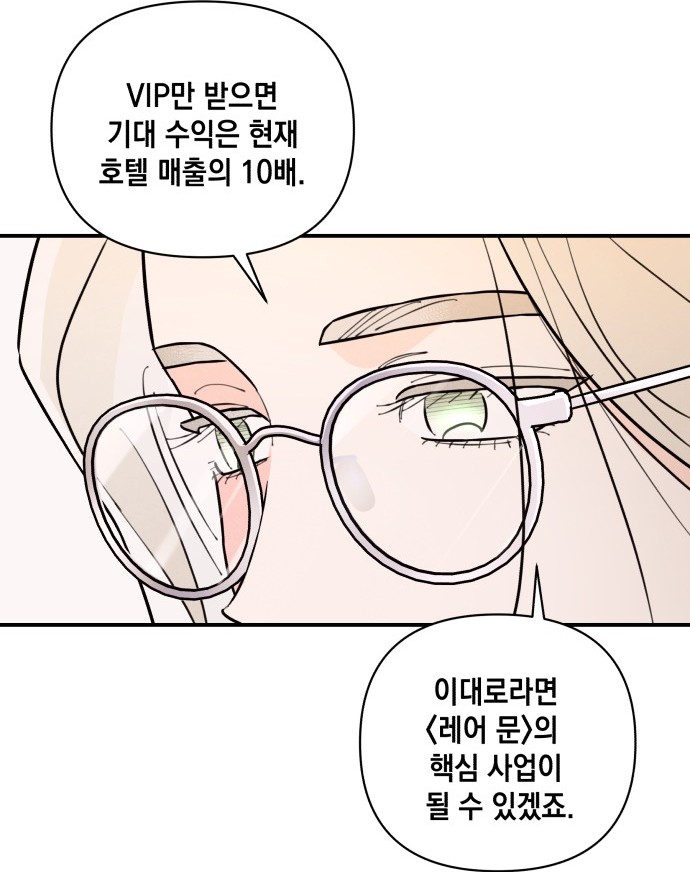 VIP만 받으면
기대 수익은 현재
호텔 매출의 10배.
이대로라면
〈레어 문〉의
핵심 사업이
될 수 있겠죠.